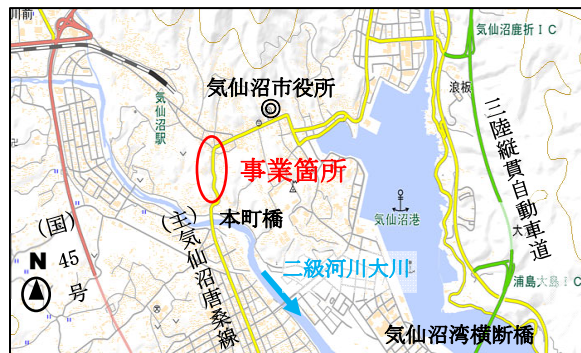 川前
気仙沼鹿折IC
浪板
気仙沼市役所
気仙沼駅
三陸縦貫自動車道
事業箇所
本町橋
気仙沼港
(主)気仙沼唐桑線
(国)45号
大
二級河川大川
N
浦島大島IC
気仙沼湾横断橋